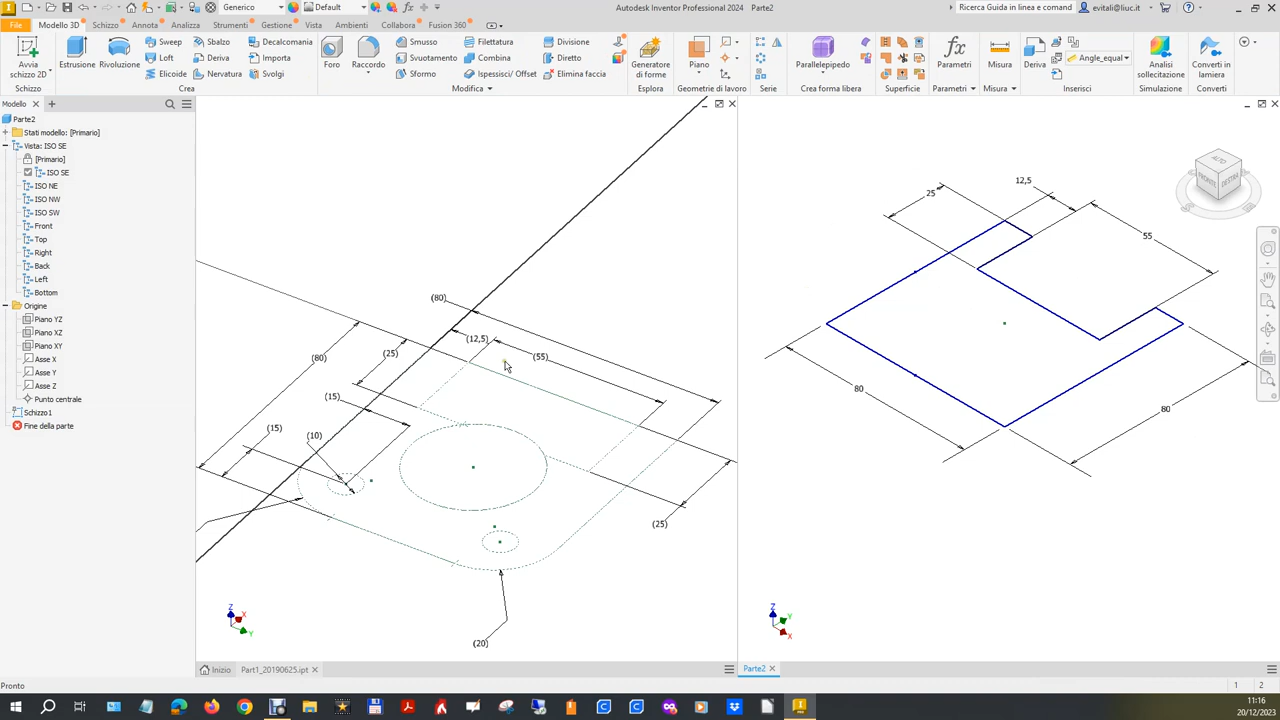 Generico
Default
Autodesk Inventor Professional 2024 Parte2
Ricerca Guida in linea e comandi
evitali@liuc.it
File
Modello 3D
Schizzo
Annota
Analizza
Strumenti
Gestione
Vista
Ambienti
Collabora
Fusion 360
Avvia
schizzo 2D
Schizzo
Estrusione
Rivoluzione
Sweep
Loft
Elicoide
Sbalzo
Deriva
Nervatura
Decalcomania
Importa
Svolgi
Crea
Foro
Raccordo
Smusso
Svuotamento
Sformo
Filettatura
Combina
Ispessisci/ Offset
Divisione
Diretto
Elimina faccia
Modifica
Generatore
di forme
Esplora
Piano
Geometrie di lavoro
Serie
Parallelepipedo
Crea forma libera
Superficie
fx
Parametri
Parametri
Misura
Misura
Deriva
Angle_equal
Inserisci
Analisi
sollecitazione
Simulazione
Converti in
lamiera
Converti
Modello
Parte2
Stati modello: [Primario]
Vista: ISO SE
[Primario]
ISO SE
ISO NE
ISO NW
ISO SW
Front
Top
Right
Back
Left
Bottom
Origine
Piano YZ
Piano XZ
Piano XY
Asse X
Asse Y
Asse Z
Punto centrale
Schizzo1
Fine della parte
(80)
(12,5)
(55)
(80)
(25)
(15)
(15)
(10)
(25)
(20)
Z
X
Y
25
12,5
55
80
80
Z
Y
X
ALTO
FRONTE
DESTRA
Inizio
Part1_20190625.ipt
Parte2
Pronto
1
2
11:16
20/12/2023